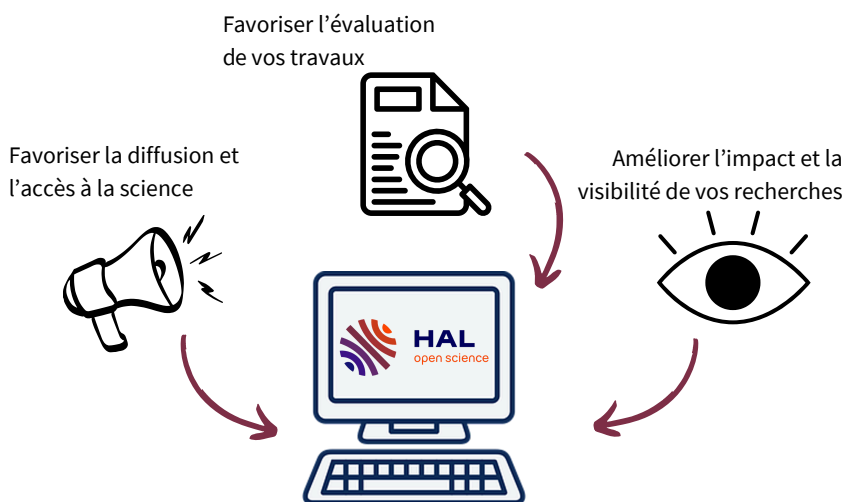 Favoriser l’évaluation
de vos travaux
Favoriser la diffusion et
l’accès à la science
Améliorer l’impact et la
visibilité de vos recherches
HAL
open science